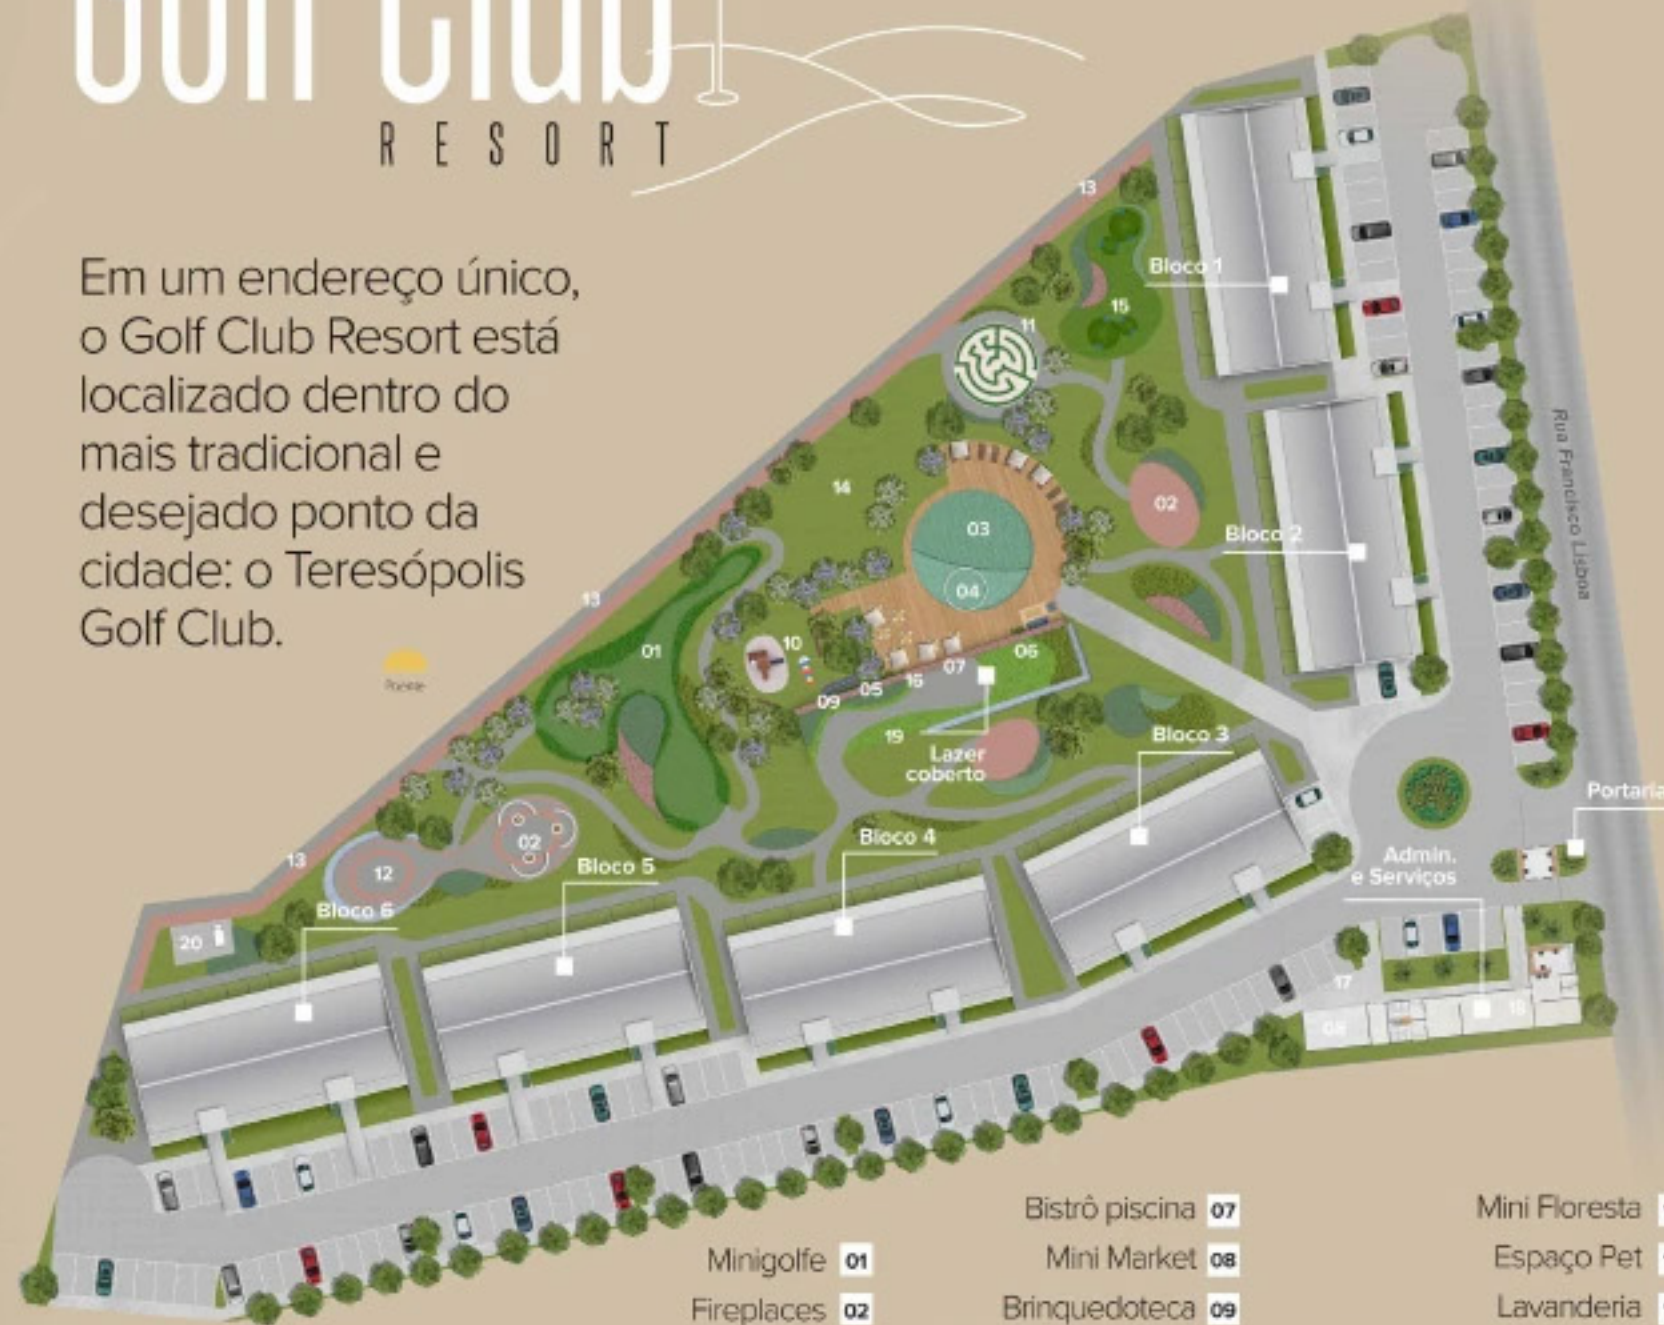 Golf Club
RESORT
Em um endereço único,
o Golf Club Resort está
localizado dentro do
mais tradicional e
desejado ponto da
cidade: o Teresópolis
Golf Club.
Poente
13
Bloco 1
15
11
14
02
03
Bloco 2
04
Rua Francisco Lisboa
13
01
10
06
07
16
05
09
19
Lazer
coberto
Bloco 3
Portaria
02
Bloco 4
13
12
Bloco 5
Admin.
e Serviços
Bloco 6
20
17
18
08
Bistrô piscina 07
Mini Floresta
Minigolfe 01
Mini Market 08
Espaço Pet
Fireplaces 02
Brinquedoteca 09
Lavanderia